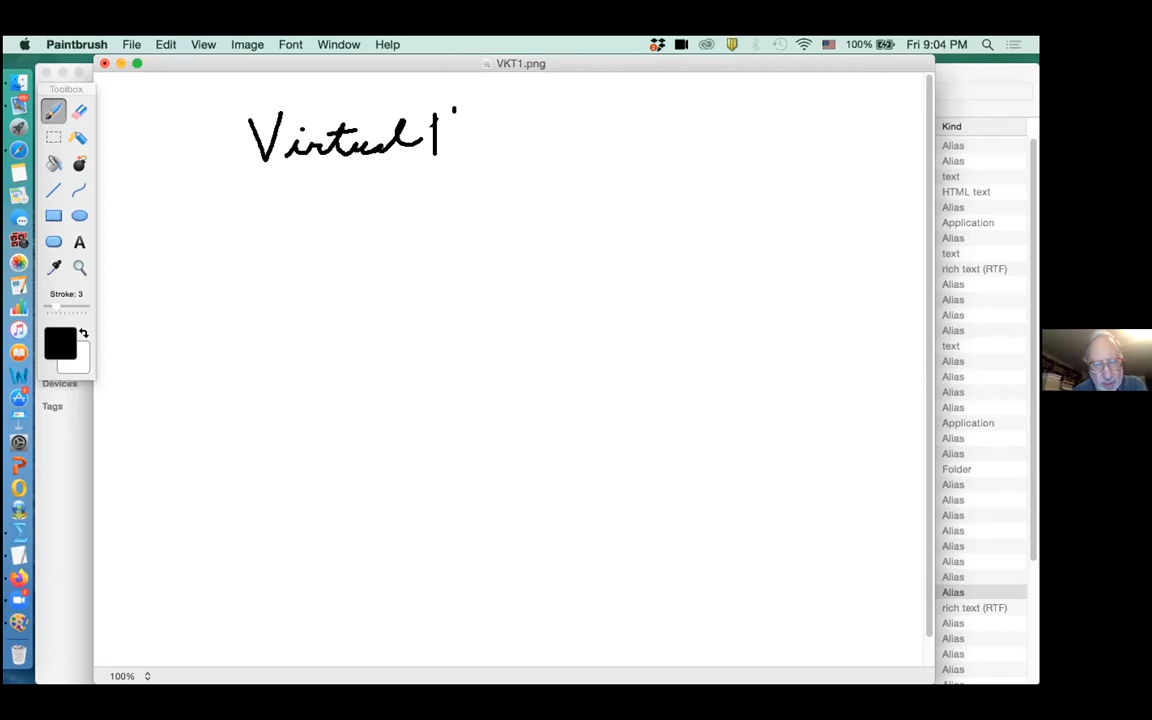 Paintbrush File Edit View Image Font Window Help 100% Fri 9:04 PM
VKT1.png
Toolbox
Virtual
Kind
Alias
Alias
text
HTML text
Alias
Application
Alias
text
rich text (RTF)
Alias
Alias
Alias
Alias
text
Alias
Alias
Alias
Alias
Application
Alias
Alias
Folder
Alias
Alias
Alias
Alias
Alias
Alias
Alias
Alias
rich text (RTF)
Alias
Alias
Alias
Alias
A
Stroke: 3
Devices
Tags
100%